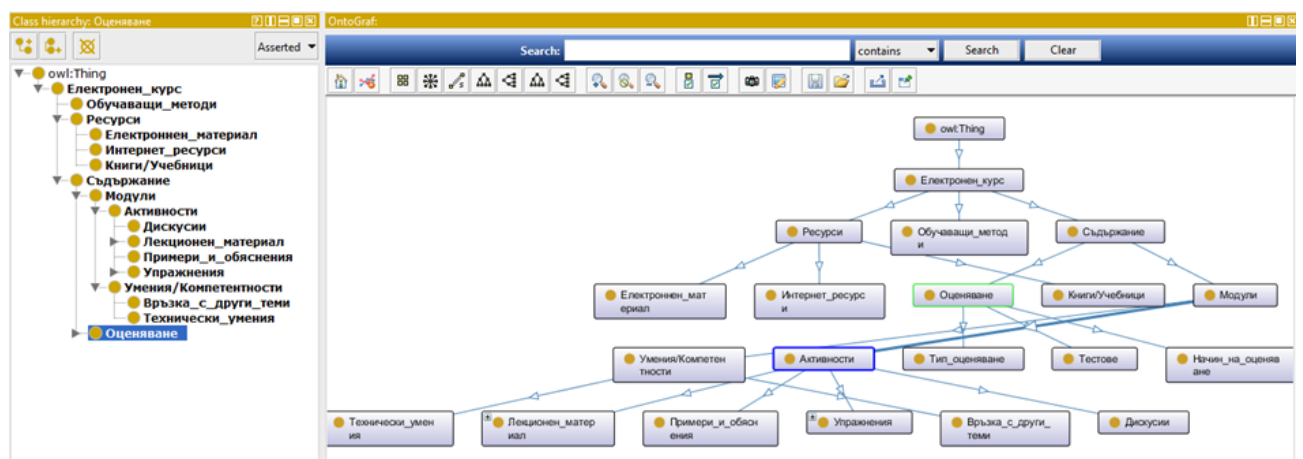 Class hierarchy: Оценяване
Asserted
owl:Thing
Електронен_курс
Обучаващи_методи
Ресурси
Електроннен_материал
Интернет_ресурси
Книги/Учебници
Съдържание
Модули
Активности
Дискусии
Лекционен_материал
Примери_и_обяснения
Упражнения
Умения/Компетентности
Връзка_с_други_теми
Технически_умения
Оценяване
OntoGraf:
Search: contains Search Clear
owl:Thing
Електронен_курс
Ресурси
Обучаващи_метод
и
Съдържание
Електроннен_мат
ериал
Интернет_ресурс
и
Оценяване
Книги/Учебници
Модули
Умения/Компетен
тности
Активности
Тип_оценяване
Тестове
Начин_на_оценяв
ане
Технически_умен
ия
Лекционен_матер
иал
Примери_и_обясн
ения
Упражнения
Връзка_с_други_
теми
Дискусии